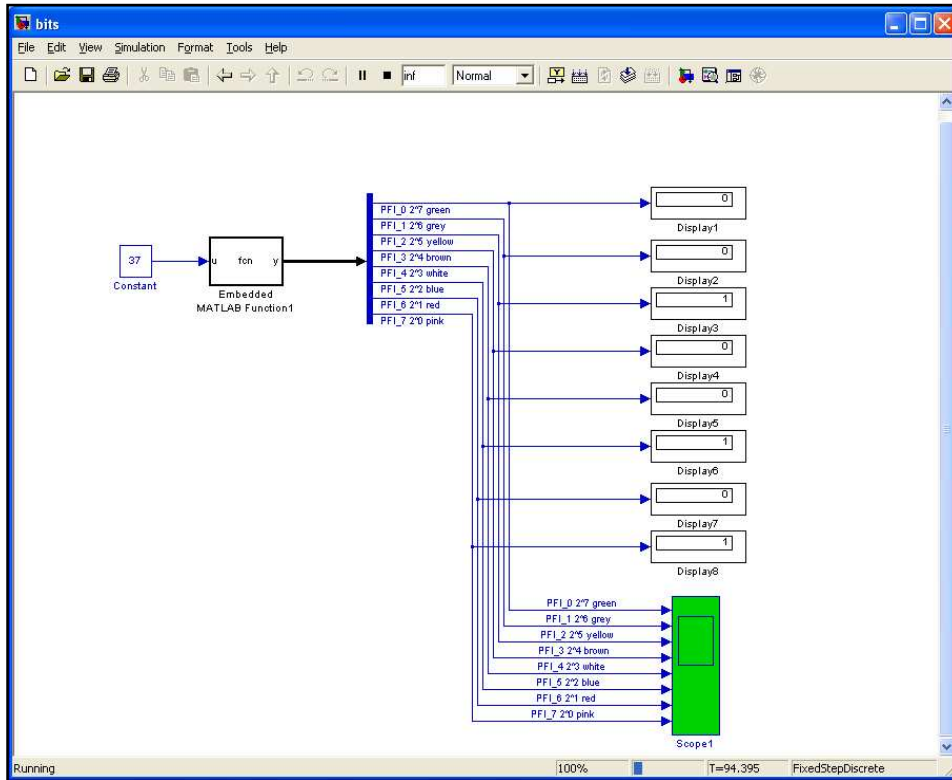 bits
File Edit View Simulation Format Tools Help
inf Normal
PFI_0 2^7 green
PFI_1 2^6 grey
PFI_2 2^5 yellow
PFI_3 2^4 brown
PFI_4 2^3 white
PFI_5 2^2 blue
PFI_6 2^1 red
PFI_7 2^0 pink
37
Constant
u fcn y
Embedded
MATLAB Function1
0
Display1
0
Display2
1
Display3
0
Display4
0
Display5
1
Display6
0
Display7
1
Display8
PFI_0 2^7 green
PFI_1 2^6 grey
PFI_2 2^5 yellow
PFI_3 2^4 brown
PFI_4 2^3 white
PFI_5 2^2 blue
PFI_6 2^1 red
PFI_7 2^0 pink
Scope1
Running 100% T=94.395 FixedStepDiscrete